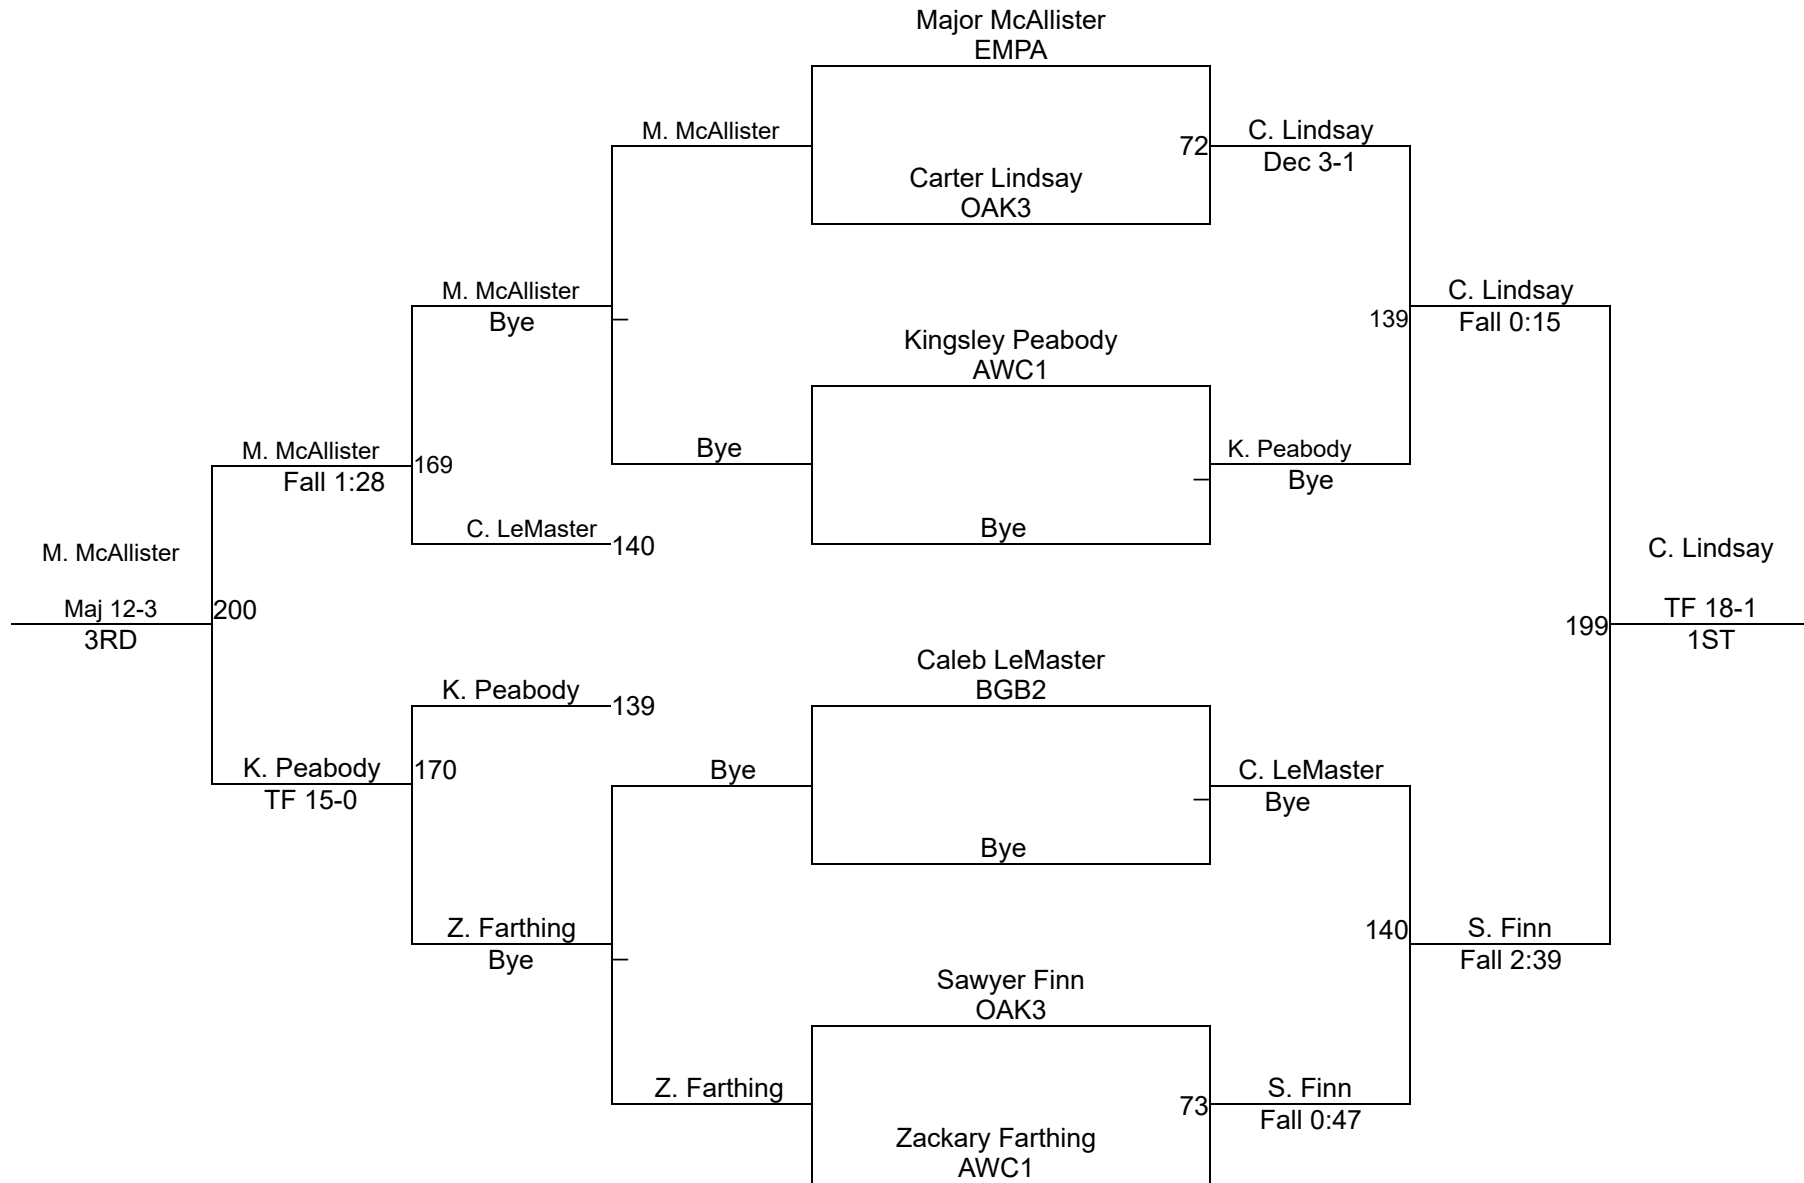 Major McAllister
EMPA
M. McAllister
72
C. Lindsay
Dec 3-1
Carter Lindsay
OAK3
M. McAllister
Bye
C. Lindsay
Fall 0:15
139
Kingsley Peabody
AWC1
M. McAllister
Fall 1:28
169
Bye
K. Peabody
Bye
C. LeMaster
140
Bye
M. McAllister
Maj 12-3
3RD
200
C. Lindsay
TF 18-1
1ST
199
Caleb LeMaster
BGB2
K. Peabody
139
K. Peabody
TF 15-0
170
Bye
C. LeMaster
Bye
Bye
Z. Farthing
Bye
140
S. Finn
Fall 2:39
Sawyer Finn
OAK3
Z. Farthing
73
S. Finn
Fall 0:47
Zackary Farthing
AWC1